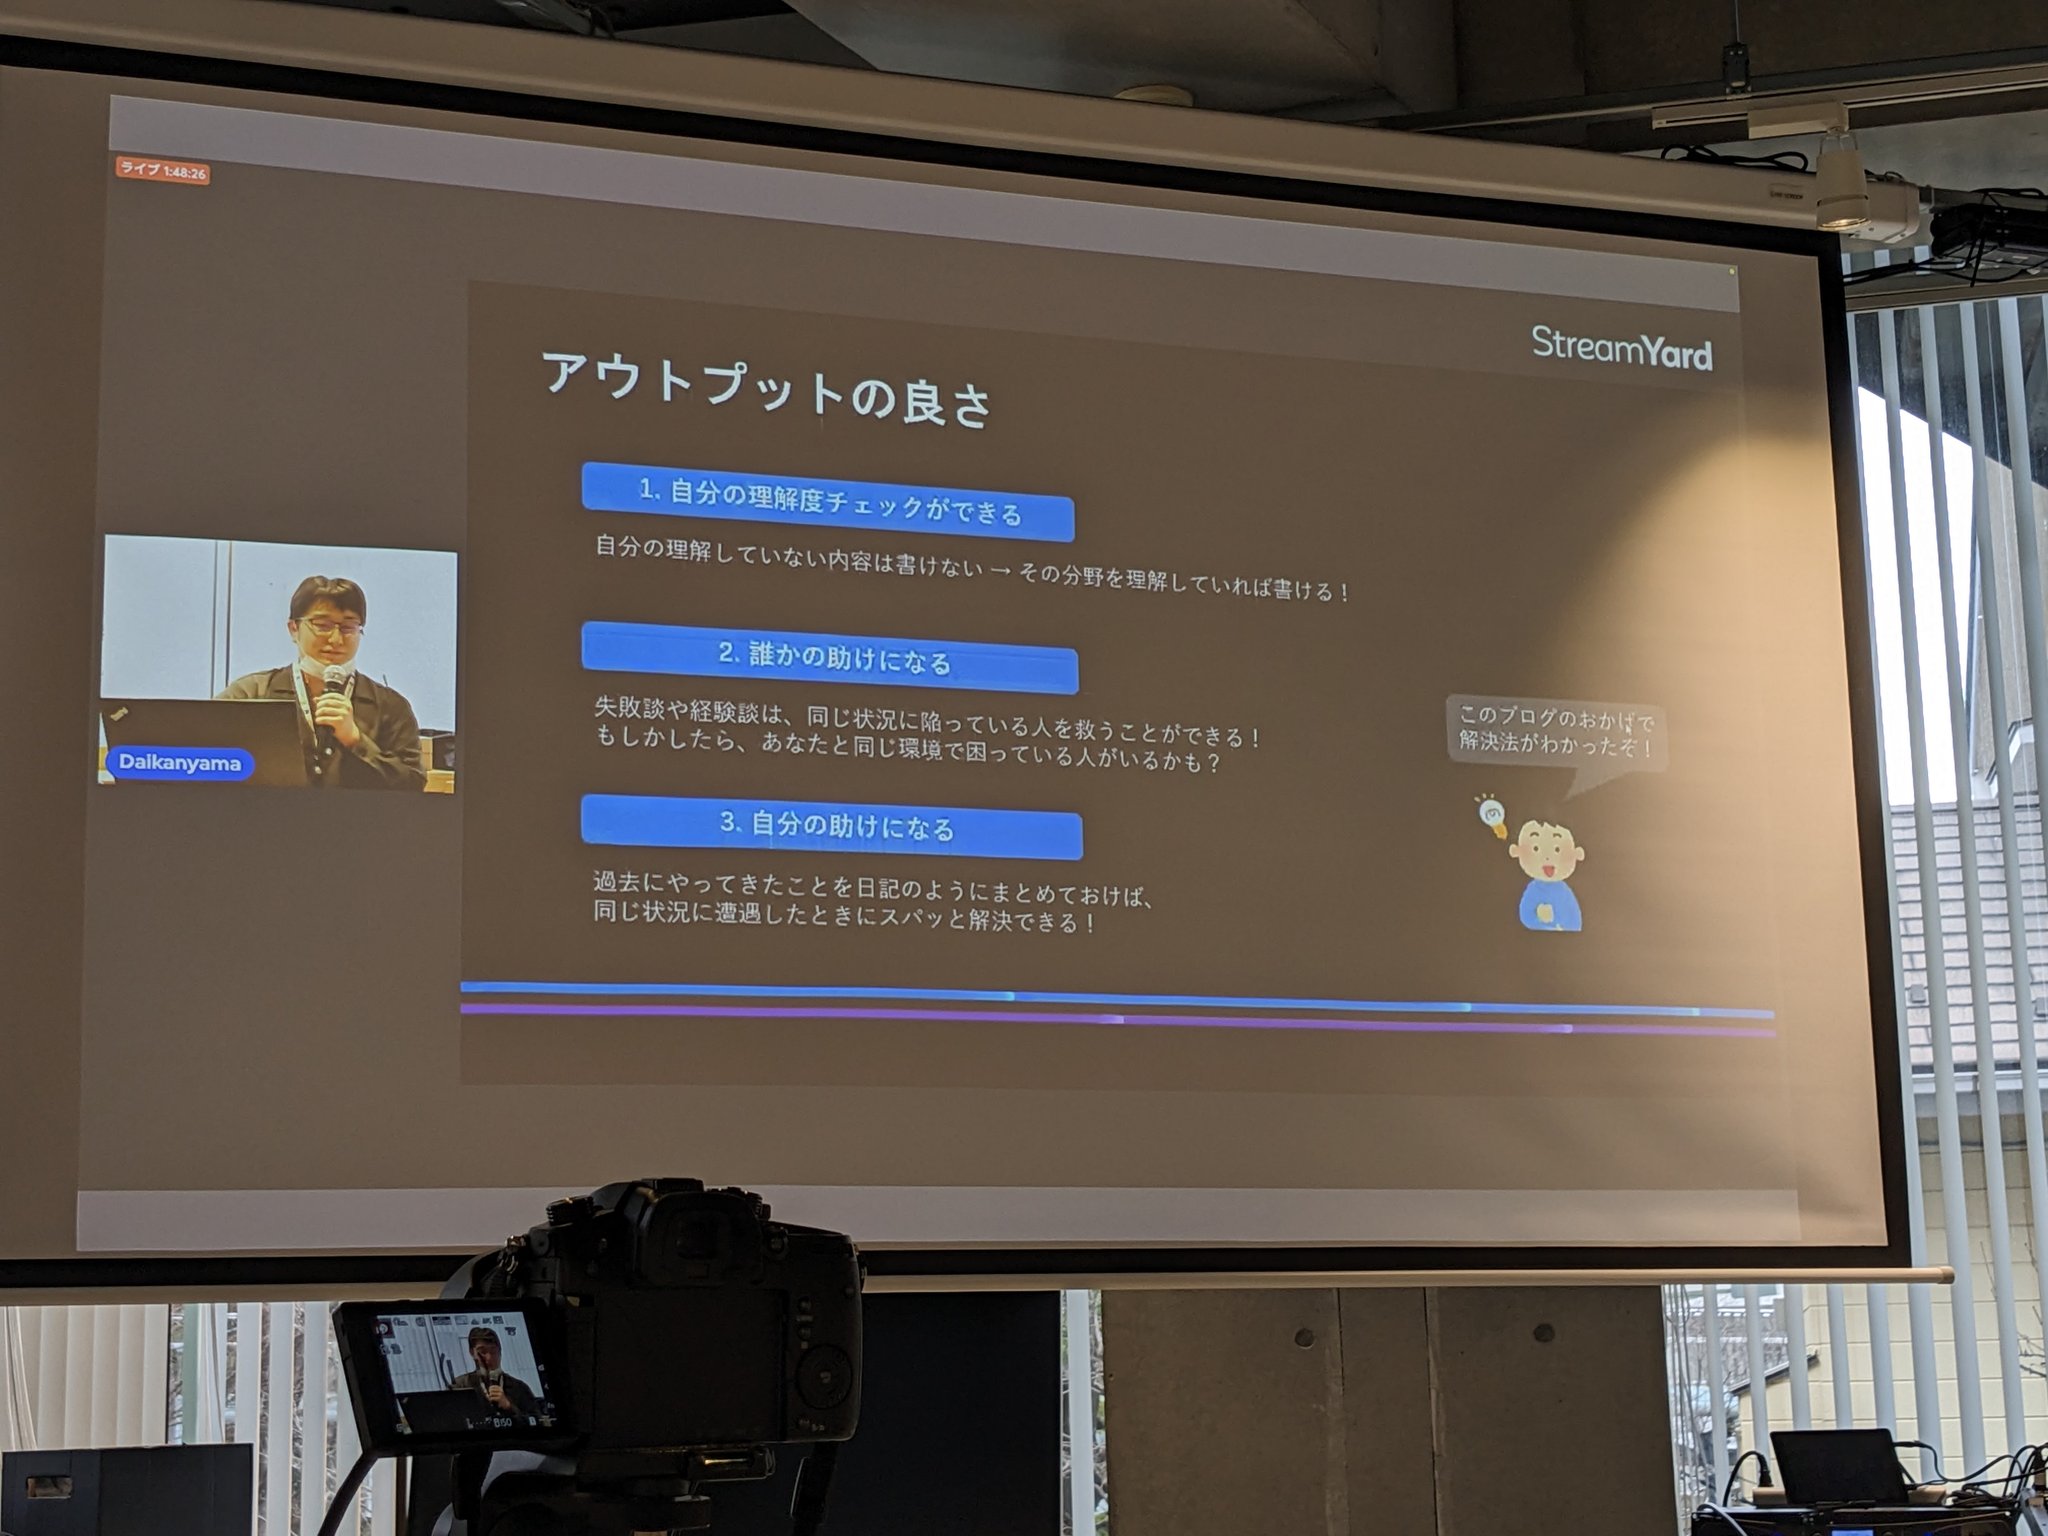 ライブ 1:48:26
StreamYard
アウトプットの良さ
1. 自分の理解度チェックができる
自分の理解していない内容は書けない → その分野を理解していれば書ける！
2. 誰かの助けになる
失敗談や経験談は、同じ状況に陥っている人を救うことができる！
もしかしたら、あなたと同じ環境で困っている人がいるかも？
このブログのおかげで
解決法がわかったぞ！
Daikanyama
3. 自分の助けになる
過去にやってきたことを日記のようにまとめておけば、
同じ状況に遭遇したときにスパッと解決できる！